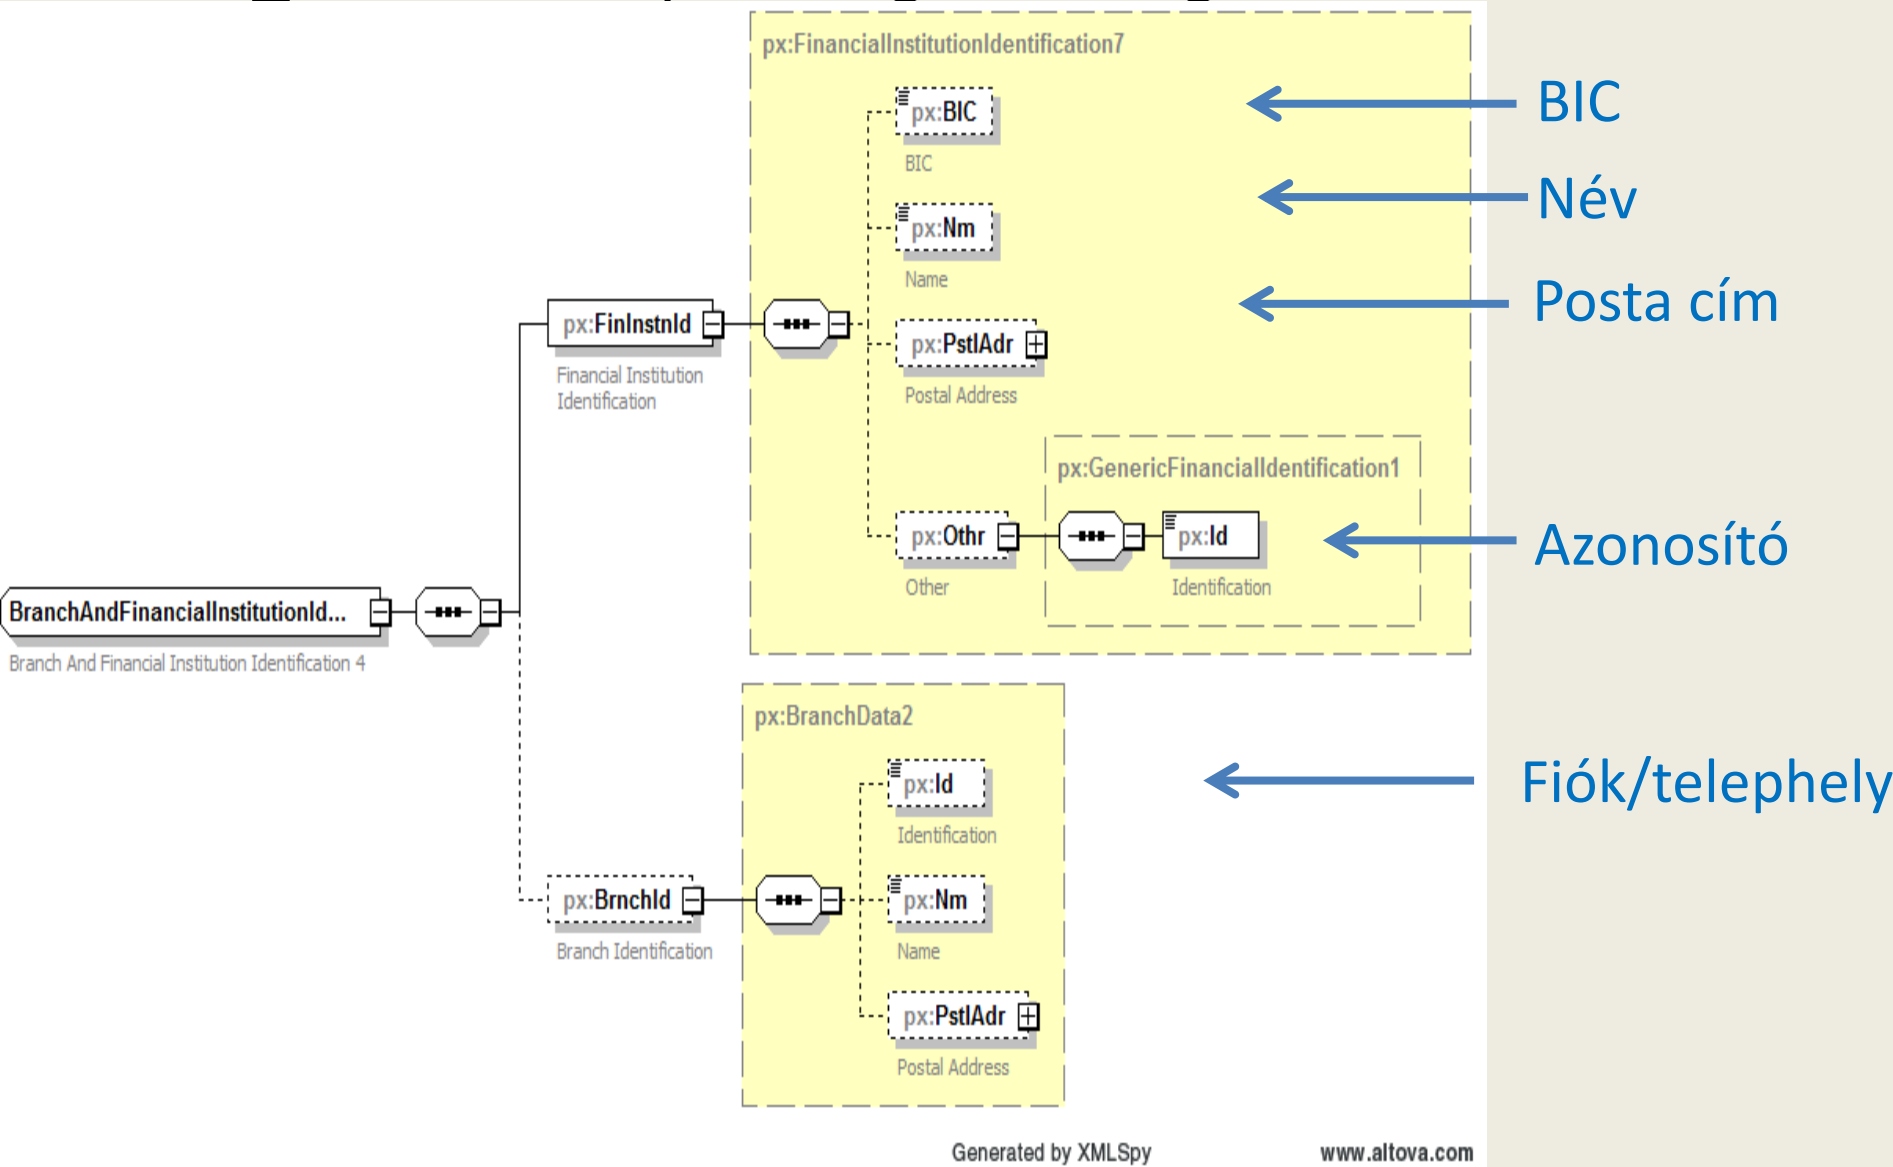 px:FinancialInstitutionIdentification7
px:BIC
BIC
BIC
px:Nm
Név
Name
px:FinInstnId
Posta cím
Financial Institution
Identification
px:PstlAdr
Postal Address
px:GenericFinancialIdentification1
px:Othr
px:Id
Azonosító
Other
Identification
BranchAndFinancialInstitutionId...
Branch And Financial Institution Identification 4
px:BranchData2
px:Id
Fiók/telephely
Identification
px:BrnchId
Branch Identification
px:Nm
Name
px:PstlAdr
Postal Address
Generated by XMLSpy
www.altova.com